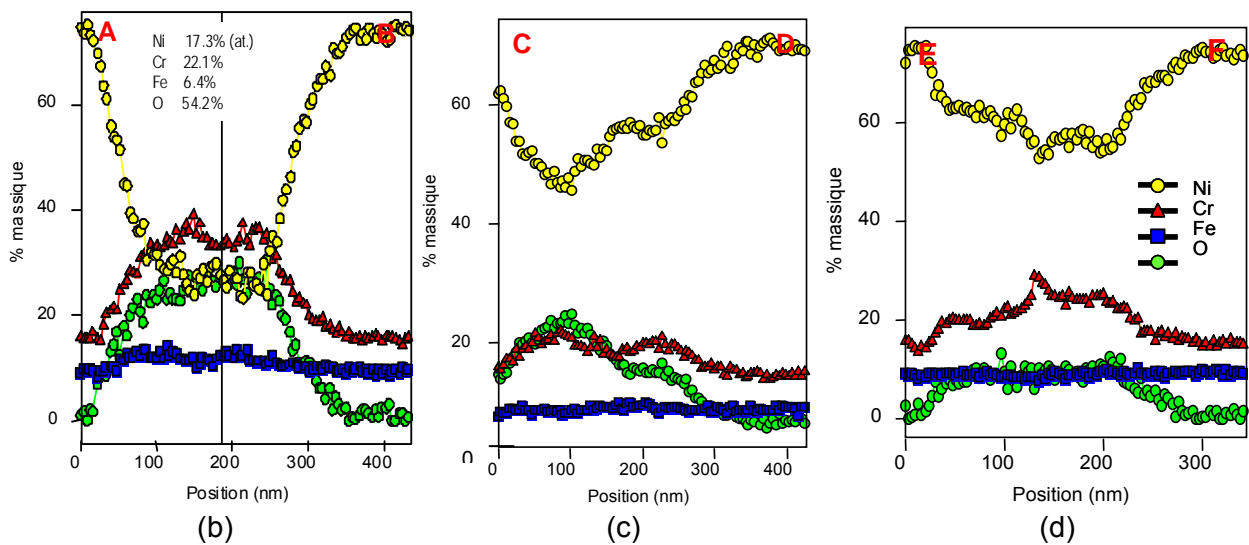 A
B
Ni 17.3% (at.)
Cr 22.1%
Fe 6.4%
O 54.2%
60
40
20
0
% massique
0 100 200 300 400
Position (nm)
(b)
C
D
60
40
20
0
% massique
0 100 200 300 400
Position (nm)
(c)
E
F
60
40
20
0
% massique
Ni
Cr
Fe
O
0 100 200 300
Position (nm)
(d)